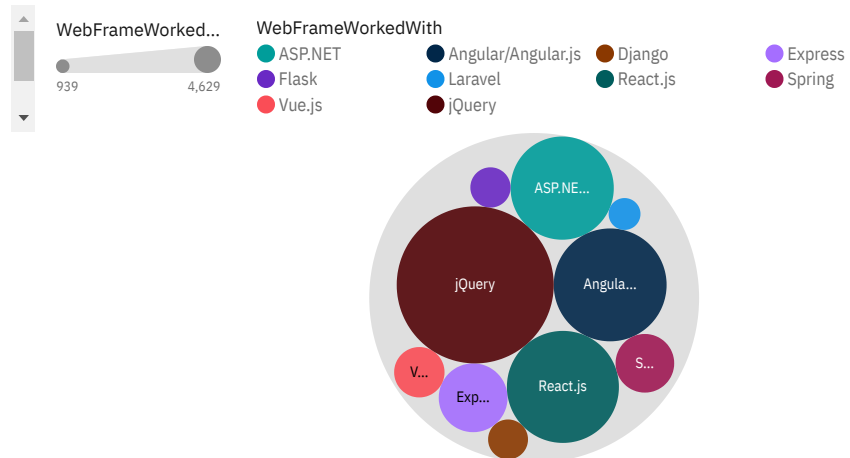 WebFrameWorked...
939 4,629
WebFrameWorkedWith
ASP.NET Angular/Angular.js Django Express
Flask Laravel React.js Spring
Vue.js jQuery
ASP.NE...
jQuery Angula...
V... S...
Exp... React.js